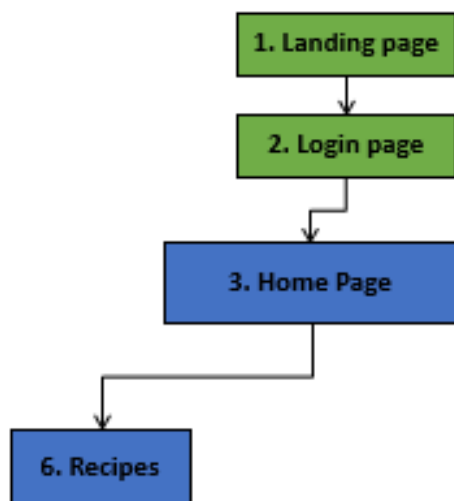 1. Landing page
2. Login page
3. Home Page
6. Recipes